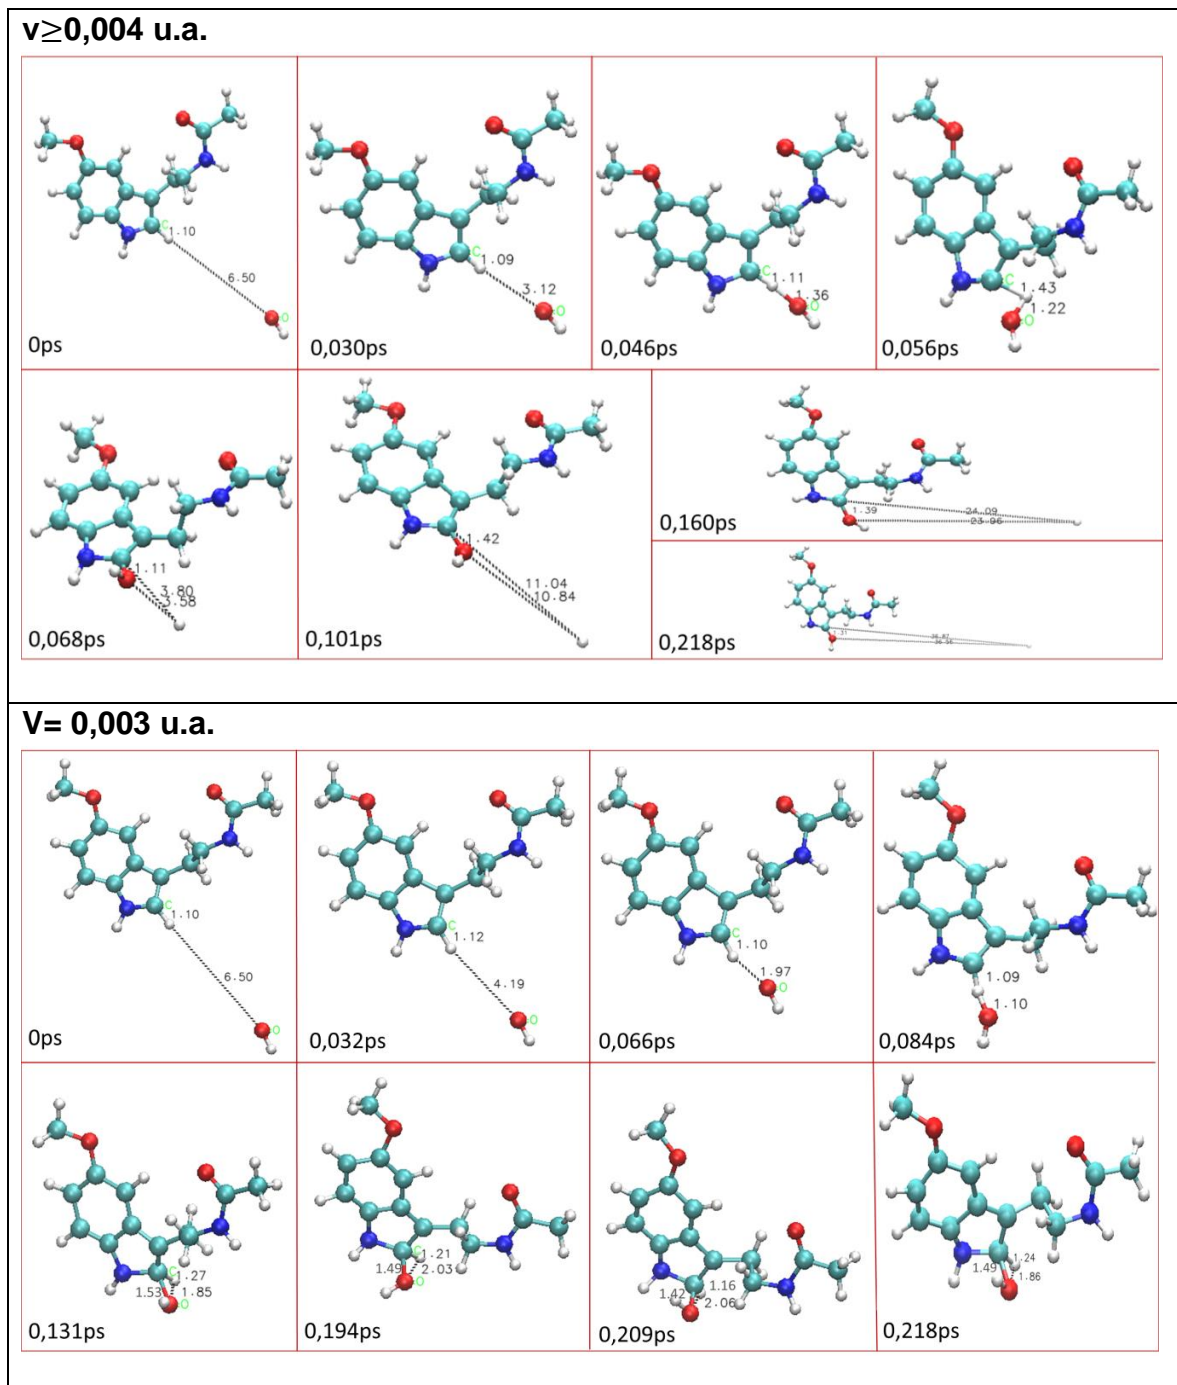 v≥0,004 u.a.
C 1.10
6.50
O
0ps
C 1.09
3.12
O
0,030ps
C 1.11
1.36
O
0,046ps
C 1.43
1.22
O
0,056ps
1.11
3.80
3.58
0,068ps
1.42
11.04
10.84
0,101ps
1.39
24.09
23.96
0,160ps
1.31
0,218ps
V= 0,003 u.a.
C 1.10
6.50
O
0ps
C 1.12
4.19
O
0,032ps
C 1.10
1.97
O
0,066ps
1.09
1.10
0,084ps
C 1.27
1.53 1.85
O
0,131ps
C 1.21
1.49 2.03
O
0,194ps
1.16
1.42 2.06
0,209ps
1.24
1.49 1.86
0,218ps